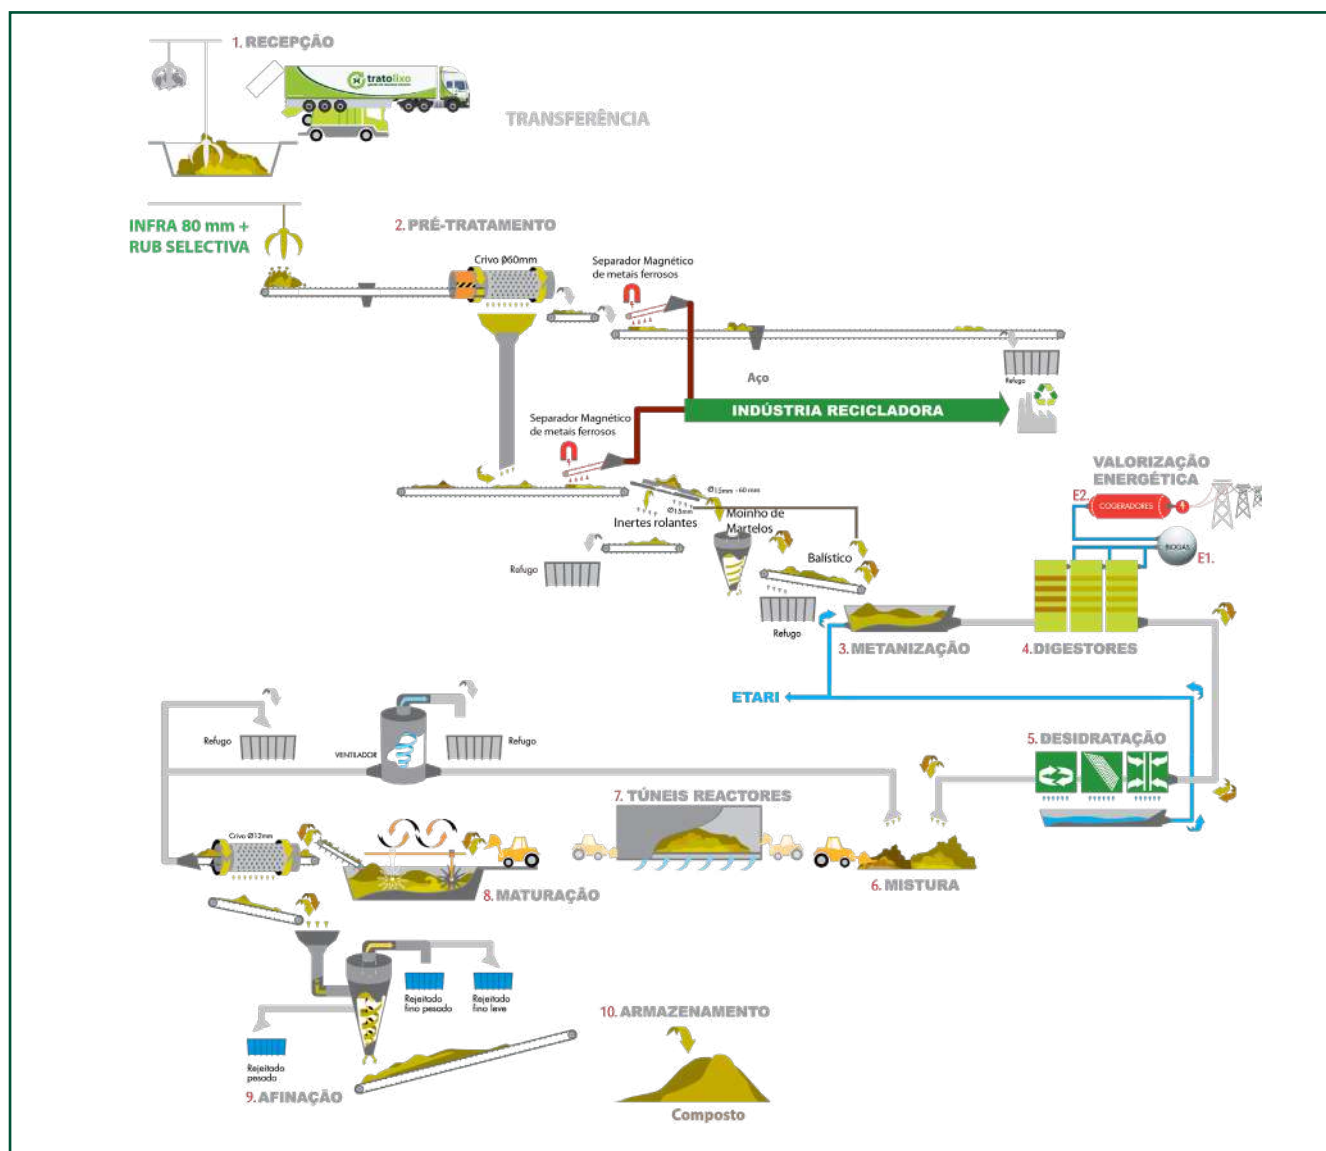 1. RECEPÇÃO
tratolixo
TRANSFERÊNCIA
INFRA 80 mm +
RUB SELECTIVA
2. PRÉ-TRATAMENTO
Crivo Ø60mm
Separador Magnético
de metais ferrosos
Refugo
Aço
INDÚSTRIA RECICLADORA
Separador Magnético
de metais ferrosos
Ø15mm - 60 mm
Ø15mm
Inertes rolantes
Moinho de
Martelos
Balístico
Refugo
Refugo
VALORIZAÇÃO
ENERGÉTICA
E2.
COGERADORES
BIOGÁS
E1.
3. METANIZAÇÃO
4. DIGESTORES
ETARI
5. DESIDRATAÇÃO
Refugo
VENTILADOR
Refugo
7. TÚNEIS REACTORES
6. MISTURA
Crivo Ø12mm
8. MATURAÇÃO
Rejeitado
fino pesado
Rejeitado
fino leve
Rejeitado
pesado
9. AFINAÇÃO
10. ARMAZENAMENTO
Composto